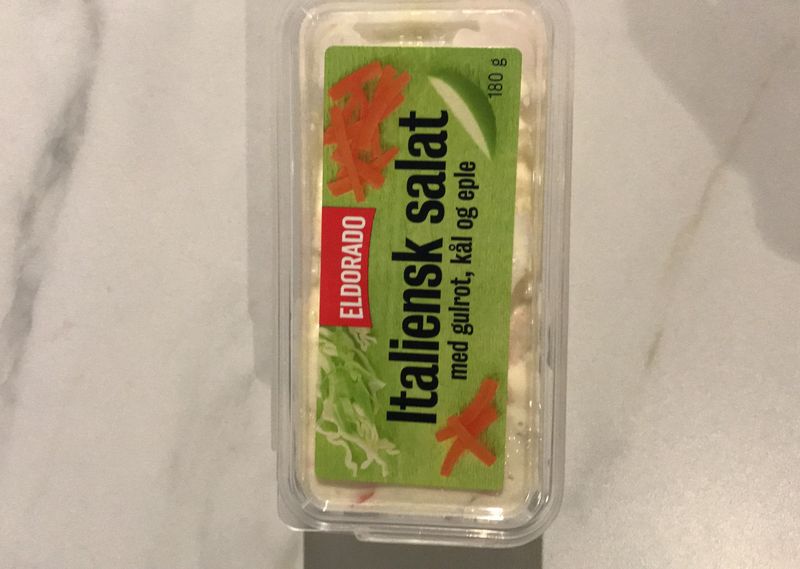 ELDORADO
Italiensk salat
med gulrot, kål og eple
180 g